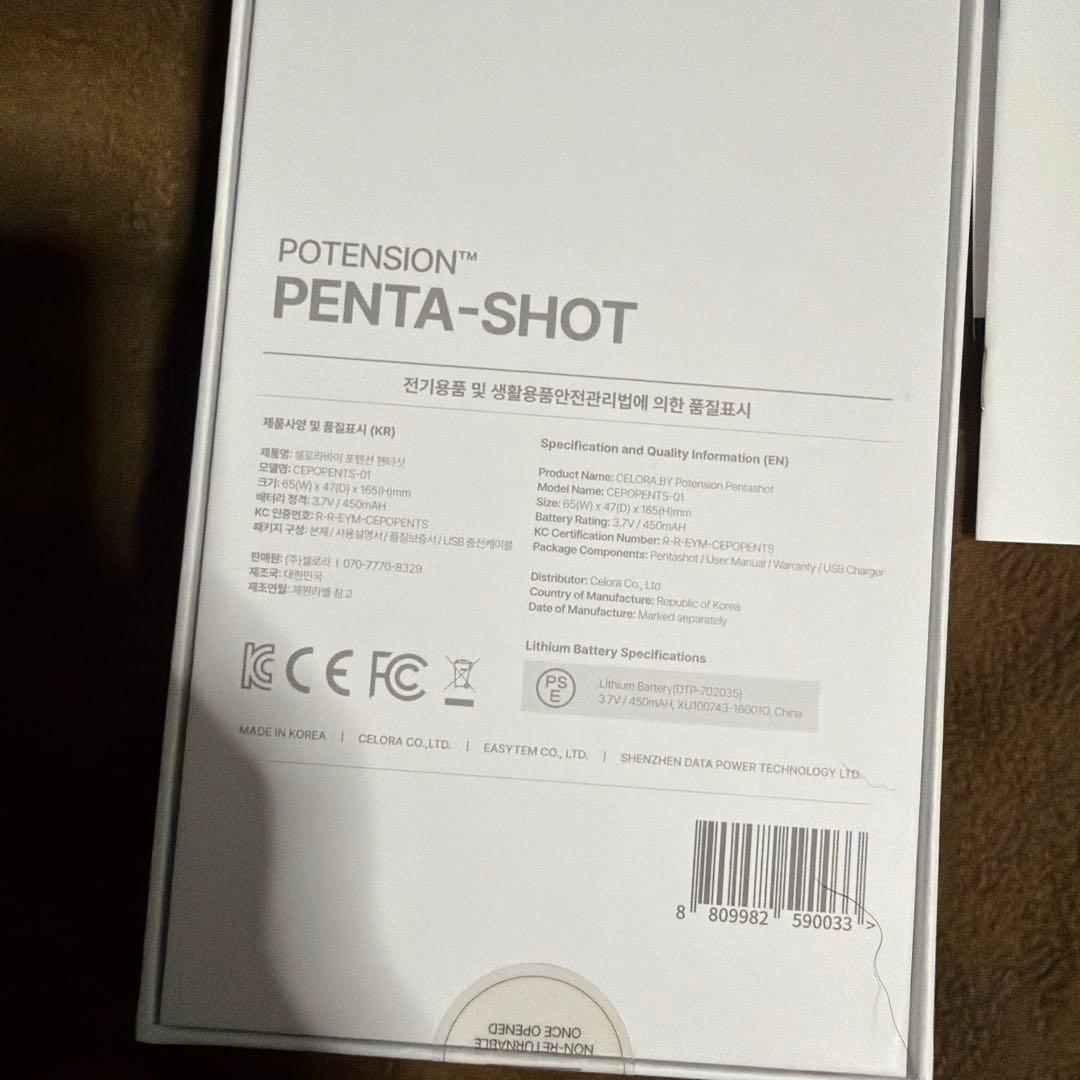 POTENSION™
PENTA-SHOT
전기용품 및 생활용품안전관리법에 의한 품질표시
제품사양 및 품질표시 (KR)
제품명: 셀로라바이 포텐션 펜타샷
모델명: CEPOPENTS-01
크기: 65(W) x 47(D) x 165(H)mm
배터리 정격: 3.7V / 450mAH
KC 인증번호: R-R-EYM-CEPOPENTS
패키지 구성: 본체 / 사용설명서 / 품질보증서 / USB 충전케이블
판매원: (주)셀로라 | 070-7770-8329
제조국: 대한민국
제조연월: 제원라벨 참고
Specification and Quality Information (EN)
Product Name: CELORA.BY Potension Pentashot
Model Name: CEPOPENTS-01
Size: 65(W) x 47(D) x 165(H)mm
Battery Rating: 3.7V / 450mAH
KC Certification Number: R-R-EYM-CEPOPENTS
Package Components: Pentashot / User Manual / Warranty / USB Charger
Distributor: Celora Co., Ltd.
Country of Manufacture: Republic of Korea
Date of Manufacture: Marked separately
Lithium Battery Specifications
PS
E
Lithium Battery(DTP-702035)
3.7V / 450mAH, XU100743-16001O, China
KC CE FC
MADE IN KOREA | CELORA CO.,LTD. | EASYTEM CO., LTD. | SHENZHEN DATA POWER TECHNOLOGY LTD.
8 809982 590033 >
NON-RETURNABLE
ONCE OPENED